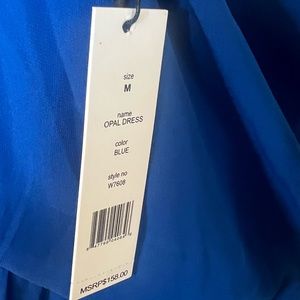 size
M
name
OPAL DRESS
color
BLUE
style no
W7608
MSRP$158.00